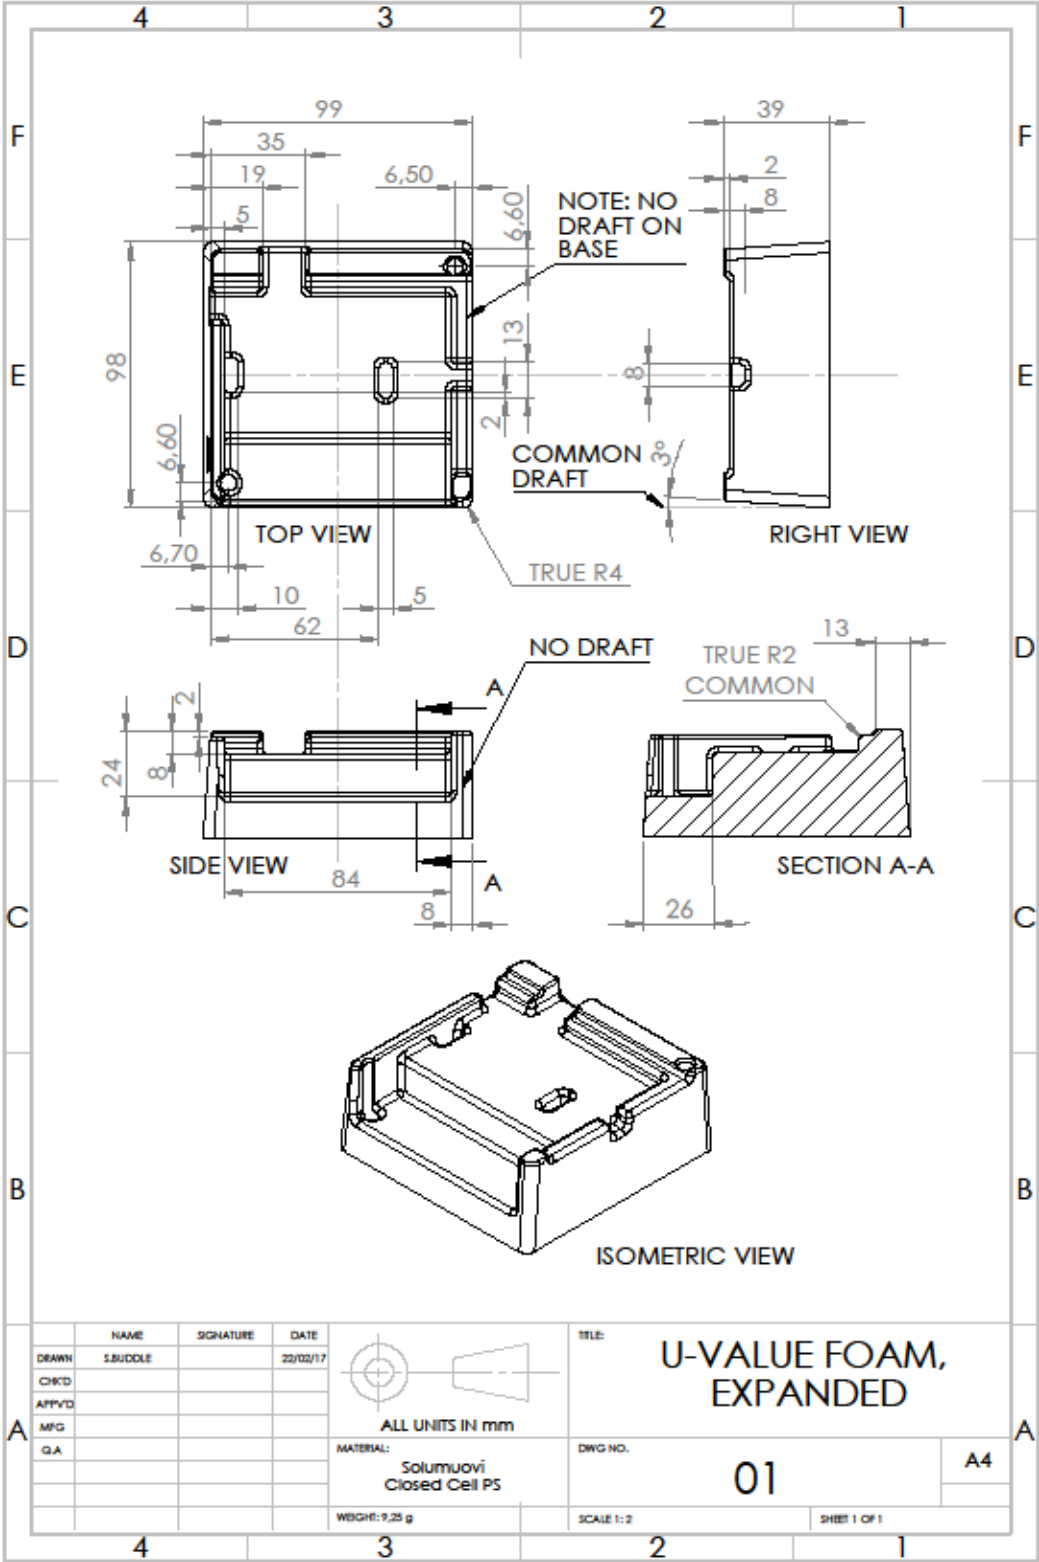 4 3 2 1
F F
99
39
35
2
19
6,50
8
5
6,60
NOTE: NO
DRAFT ON
BASE
E E
98
13
8
2
6,60
COMMON
DRAFT
3°
TOP VIEW
RIGHT VIEW
6,70
TRUE R4
10
5
62
D D
NO DRAFT
13
TRUE R2
COMMON
2
A
24
8
SIDE VIEW
SECTION A-A
84
A
8
26
C C
B B
ISOMETRIC VIEW
NAME SIGNATURE DATE
DRAWN S.BUDDLE 22/02/17
CHK'D
APPV'D
MFG
Q.A
ALL UNITS IN mm
MATERIAL:
Solumuovi
Closed Cell PS
WEIGHT: 9,25 g
TITLE:
U-VALUE FOAM,
EXPANDED
DWG NO.
01
A4
SCALE 1: 2
SHEET 1 OF 1
A A
4 3 2 1